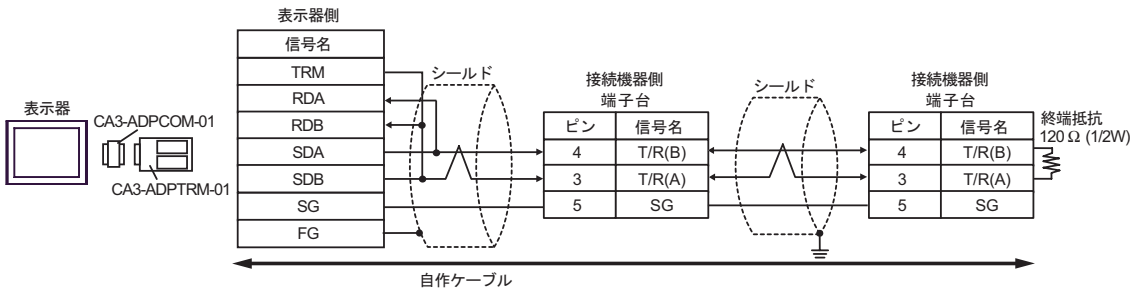 表示器側
信号名
TRM
RDA
RDB
SDA
SDB
SG
FG
表示器
CA3-ADPCOM-01
CA3-ADPTRM-01
シールド
接続機器側
端子台
ピン 信号名
4 T/R(B)
3 T/R(A)
5 SG
シールド
接続機器側
端子台
ピン 信号名
4 T/R(B)
3 T/R(A)
5 SG
終端抵抗
120 Ω (1/2W)
自作ケーブル